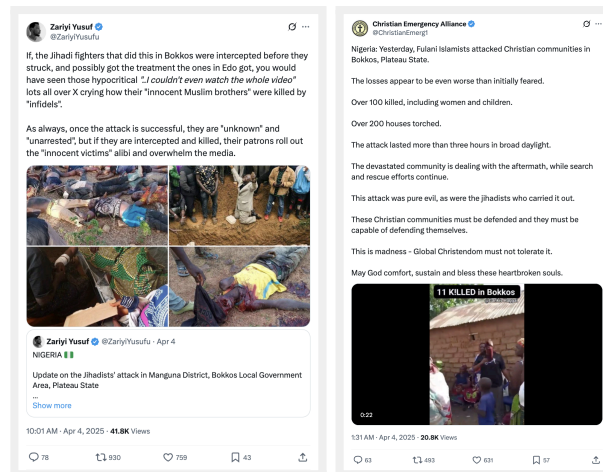 Zariyi Yusuf
@ZariyiYusufu
If, the Jihadi fighters that did this in Bokkos were intercepted before they
struck, and possibly got the treatment the ones in Edo got, you would
have seen those hypocritical "..I couldn't even watch the whole video"
lots all over X crying how their "innocent Muslim brothers" were killed by
"infidels".
As always, once the attack is successful, they are "unknown" and
"unarrested", but if they are intercepted and killed, their patrons roll out
the "innocent victims" alibi and overwhelm the media.
Zariyi Yusuf @ZariyiYusufu · Apr 4
NIGERIA
Update on the Jihadists' attack in Manguna District, Bokkos Local Government
Area, Plateau State
...
Show more
10:01 AM · Apr 4, 2025 · 41.8K Views
78 930 759 43
Christian Emergency Alliance
@ChristianEmerg1
Nigeria: Yesterday, Fulani Islamists attacked Christian communities in
Bokkos, Plateau State.
The losses appear to be even worse than initially feared.
Over 100 killed, including women and children.
Over 200 houses torched.
The attack lasted more than three hours in broad daylight.
The devastated community is dealing with the aftermath, while search
and rescue efforts continue.
This attack was pure evil, as were the jihadists who carried it out.
These Christian communities must be defended and they must be
capable of defending themselves.
This is madness - Global Christendom must not tolerate it.
May God comfort, sustain and bless these heartbroken souls.
11 K!LLED in Bokkos
0:22
1:31 AM · Apr 4, 2025 · 20.8K Views
63 493 631 57